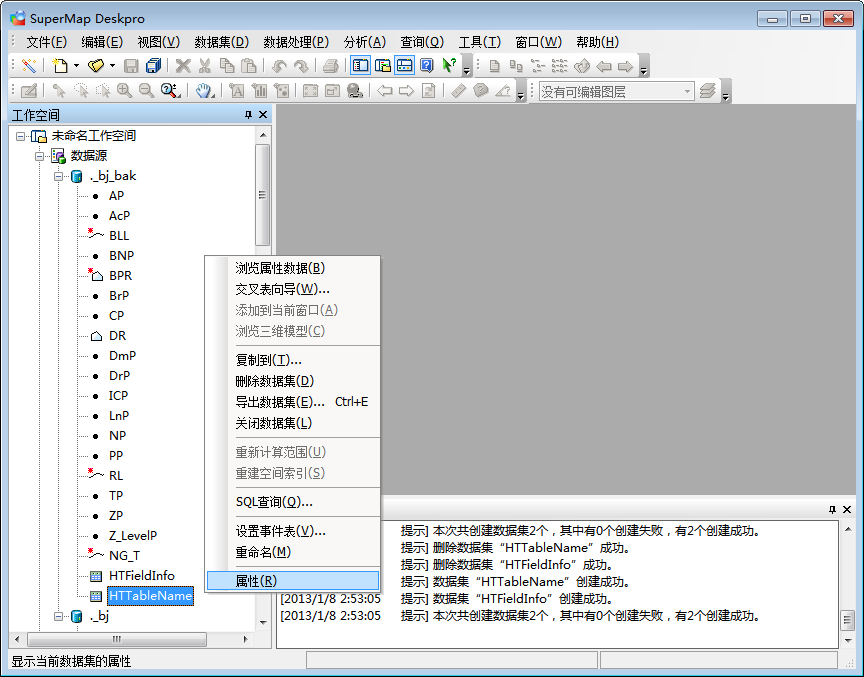 SuperMap Deskpro
文件(F) 编辑(E) 视图(V) 数据集(D) 数据处理(P) 分析(A) 查询(Q) 工具(T) 窗口(W) 帮助(H)
没有可编辑图层
工作空间
未命名工作空间
数据源
._bj_bak
AP
AcP
BLL
BNP
BPR
BrP
CP
DR
DmP
DrP
ICP
LnP
NP
PP
RL
TP
ZP
Z_LevelP
NG_T
HTFieldInfo
HTTableName
._bj
浏览属性数据(B)
交叉表向导(W)...
添加到当前窗口(A)
浏览三维模型(C)
复制到(T)...
删除数据集(D)
导出数据集(E)... Ctrl+E
关闭数据集(L)
重新计算范围(U)
重建空间索引(S)
SQL查询(Q)...
设置事件表(V)...
重命名(M)
属性(R)
提示] 本次共创建数据集2个，其中有0个创建失败，有2个创建成功。
提示] 删除数据集“HTTableName”成功。
提示] 删除数据集“HTFieldInfo”成功。
提示] 数据集“HTTableName”创建成功。
[2013/1/8 2:53:05 提示] 数据集“HTFieldInfo”创建成功。
[2013/1/8 2:53:05 提示] 本次共创建数据集2个，其中有0个创建失败，有2个创建成功。
显示当前数据集的属性